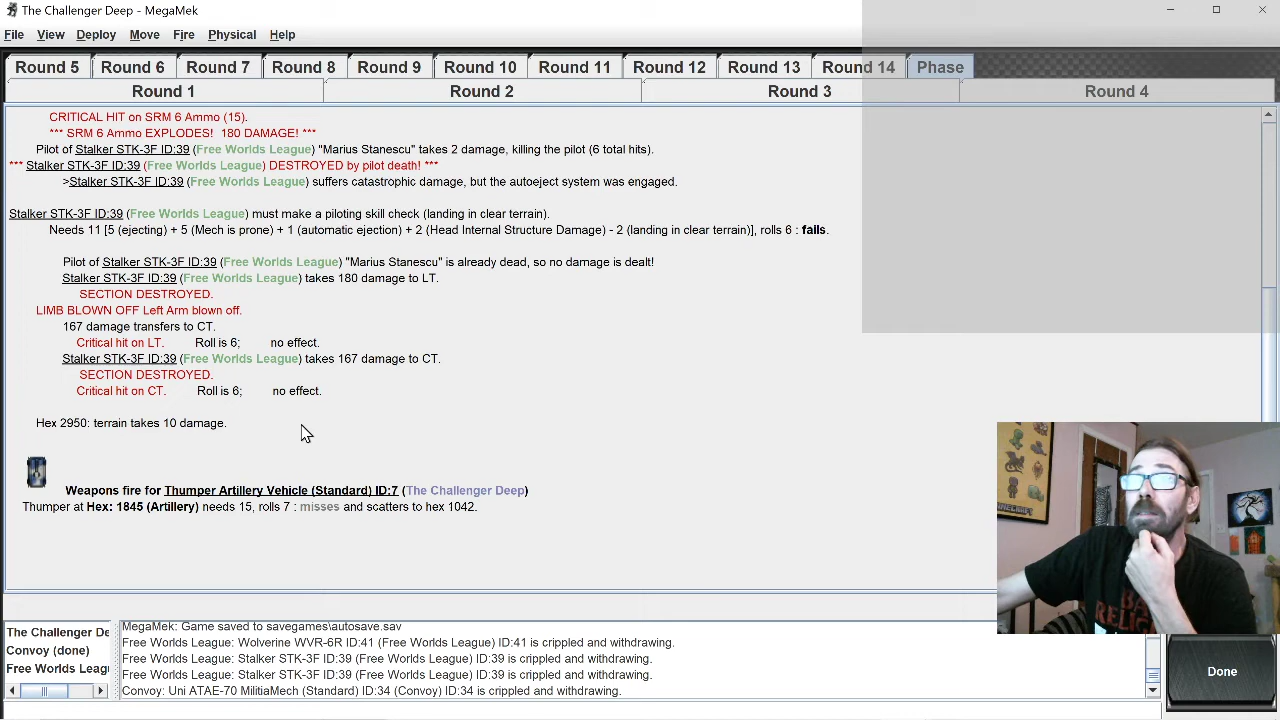 The Challenger Deep - MegaMek
File View Deploy Move Fire Physical Help
Round 5 Round 6 Round 7 Round 8 Round 9 Round 10 Round 11 Round 12 Round 13 Round 14 Phase
Round 1 Round 2 Round 3 Round 4
CRITICAL HIT on SRM 6 Ammo (15).
*** SRM 6 Ammo EXPLODES! 180 DAMAGE! ***
Pilot of Stalker STK-3F ID:39 (Free Worlds League) "Marius Stanescu" takes 2 damage, killing the pilot (6 total hits).
*** Stalker STK-3F ID:39 (Free Worlds League) DESTROYED by pilot death! ***
>Stalker STK-3F ID:39 (Free Worlds League) suffers catastrophic damage, but the autoeject system was engaged.
Stalker STK-3F ID:39 (Free Worlds League) must make a piloting skill check (landing in clear terrain).
Needs 11 [5 (ejecting) + 5 (Mech is prone) + 1 (automatic ejection) + 2 (Head Internal Structure Damage) - 2 (landing in clear terrain)], rolls 6 : fails.
Pilot of Stalker STK-3F ID:39 (Free Worlds League) "Marius Stanescu" is already dead, so no damage is dealt!
Stalker STK-3F ID:39 (Free Worlds League) takes 180 damage to LT.
SECTION DESTROYED.
LIMB BLOWN OFF Left Arm blown off.
167 damage transfers to CT.
Critical hit on LT. Roll is 6; no effect.
Stalker STK-3F ID:39 (Free Worlds League) takes 167 damage to CT.
SECTION DESTROYED.
Critical hit on CT. Roll is 6; no effect.
Hex 2950: terrain takes 10 damage.
Weapons fire for Thumper Artillery Vehicle (Standard) ID:7 (The Challenger Deep)
Thumper at Hex: 1845 (Artillery) needs 15, rolls 7 : misses and scatters to hex 1042.
The Challenger De
Convoy (done)
Free Worlds Leagu
MegaMek: Game saved to savegames\autosave.sav
Free Worlds League: Wolverine WVR-6R ID:41 (Free Worlds League) ID:41 is crippled and withdrawing.
Free Worlds League: Stalker STK-3F ID:39 (Free Worlds League) ID:39 is crippled and withdrawing.
Free Worlds League: Stalker STK-3F ID:39 (Free Worlds League) ID:39 is crippled and withdrawing.
Convoy: Uni ATAE-70 MilitiaMech (Standard) ID:34 (Convoy) ID:34 is crippled and withdrawing.
Done